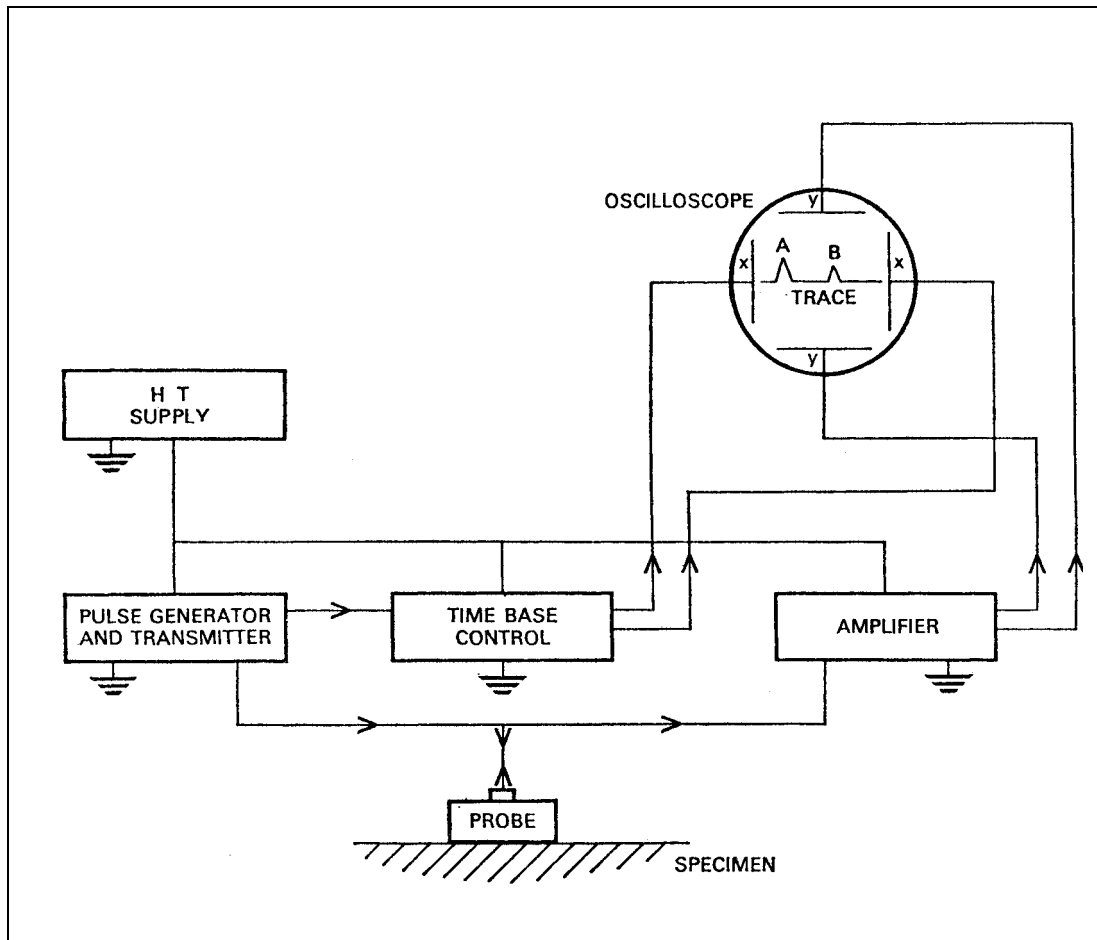 OSCILLOSCOPE
y
A
B
x
x
TRACE
y
H T
SUPPLY
PULSE GENERATOR
AND TRANSMITTER
TIME BASE
CONTROL
AMPLIFIER
PROBE
SPECIMEN